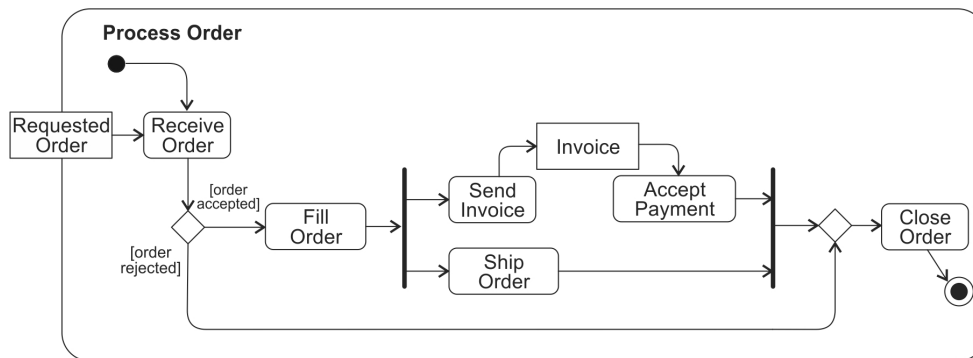 Process Order
Requested
Order
Receive
Order
[order
accepted]
[order
rejected]
Fill
Order
Send
Invoice
Invoice
Accept
Payment
Ship
Order
Close
Order